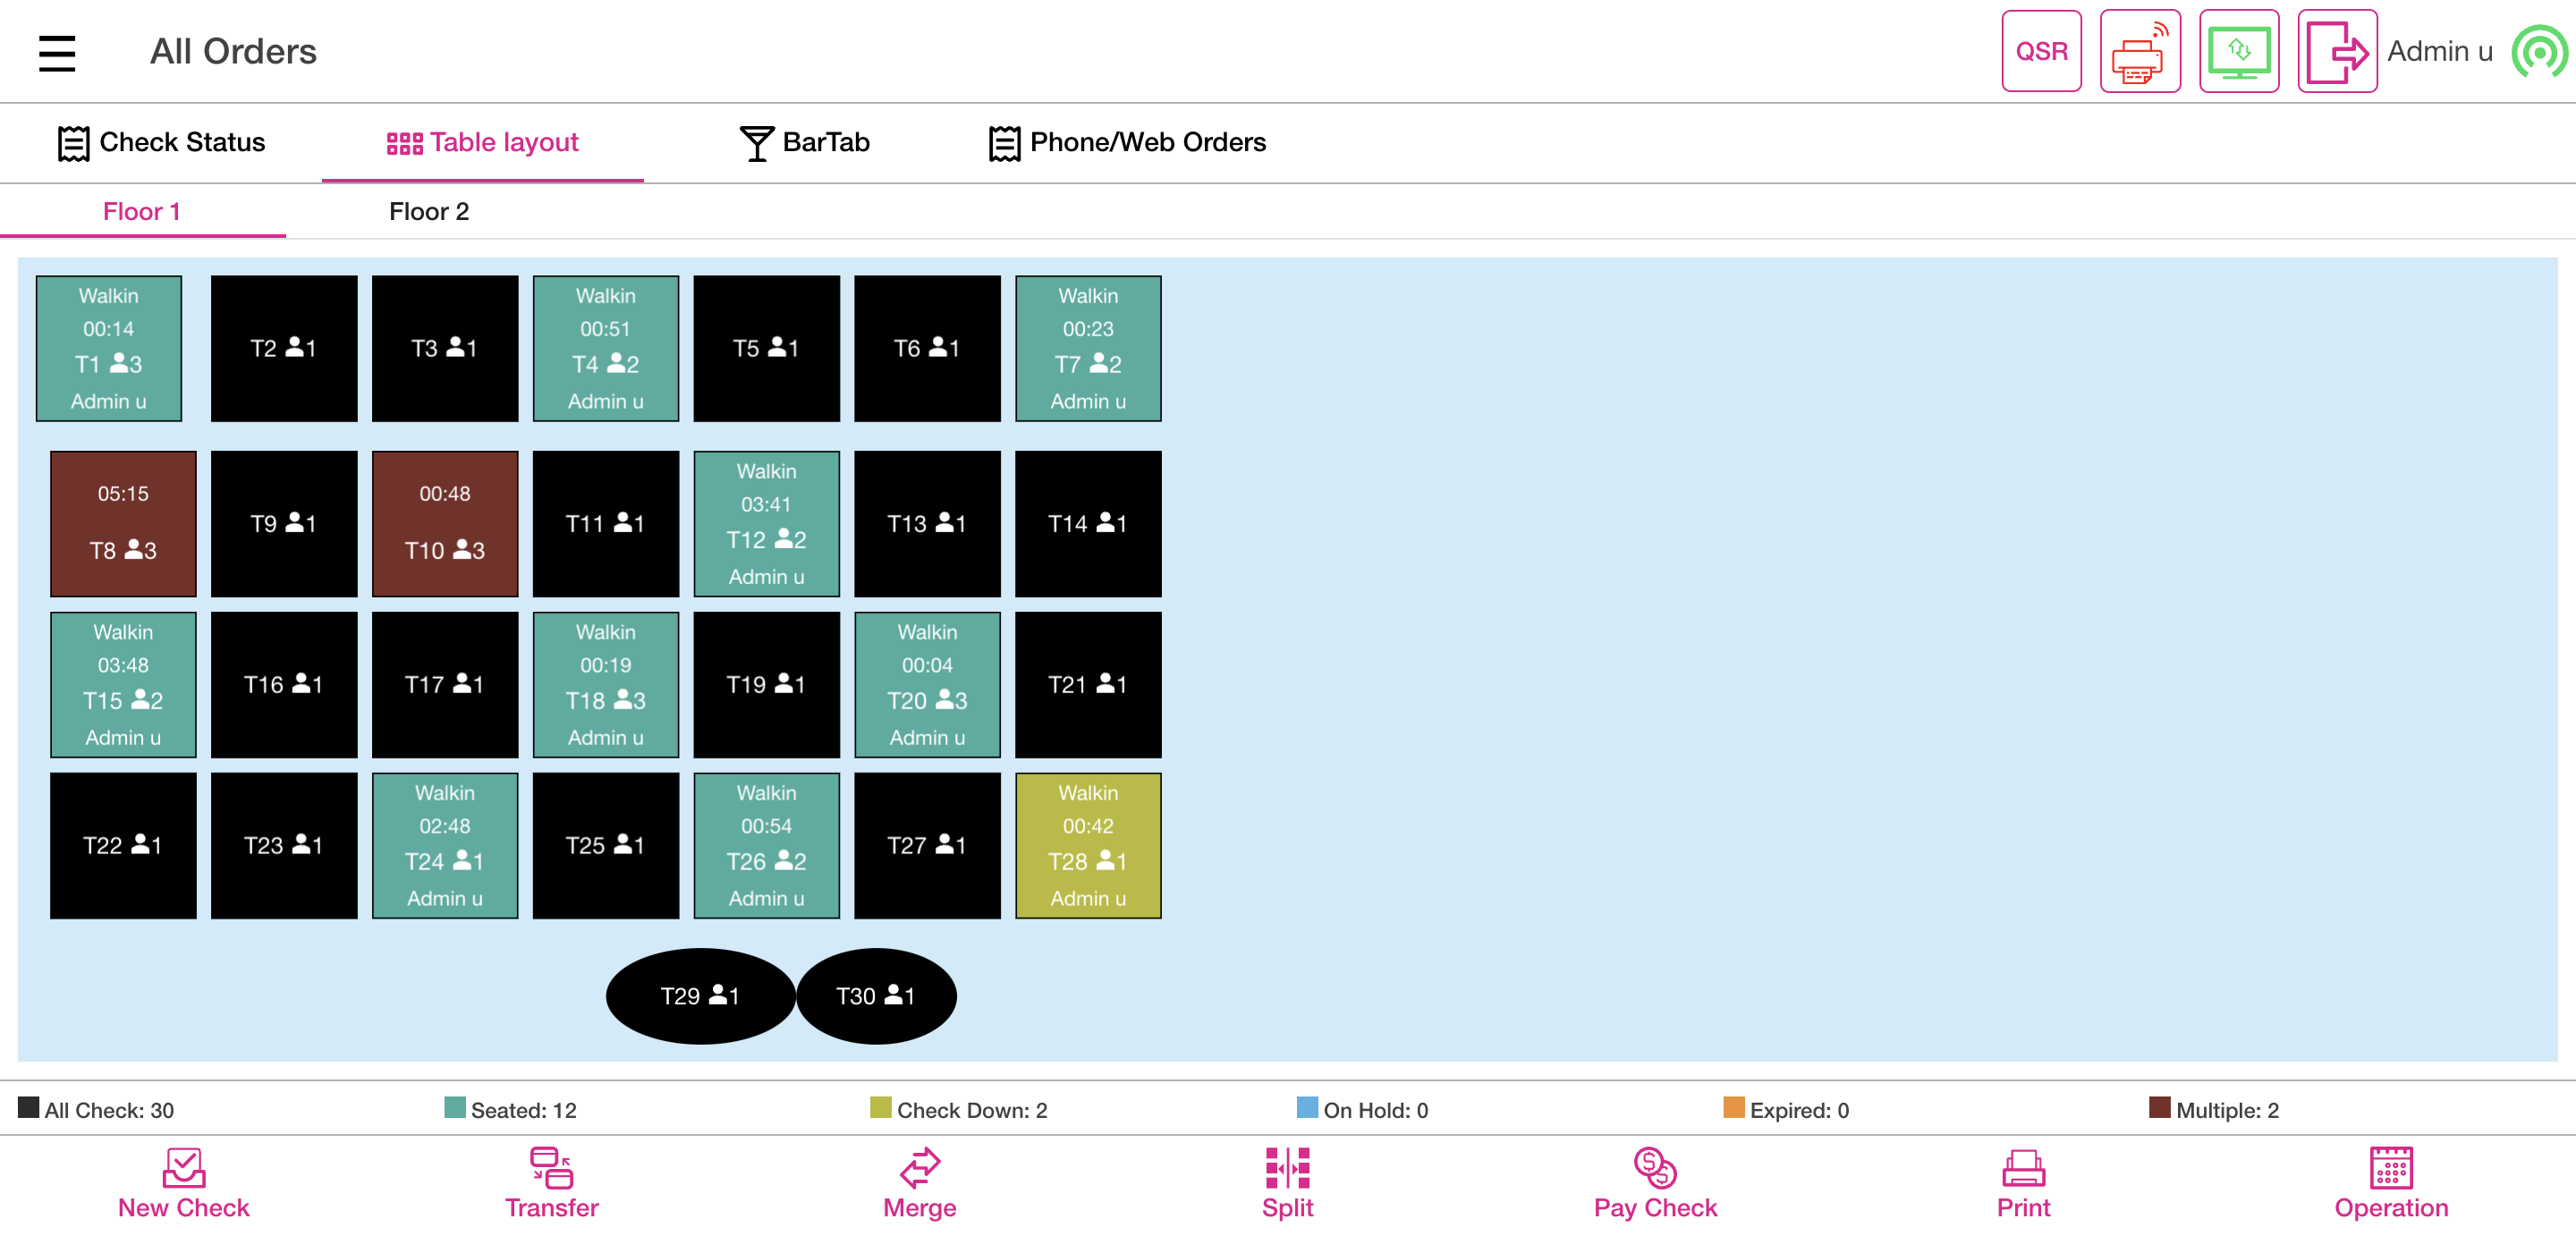 All Orders
QSR
Admin u
Check Status
Table layout
BarTab
Phone/Web Orders
Floor 1
Floor 2
Walkin
00:14
T1 3
Admin u
T2 1
T3 1
Walkin
00:51
T4 2
Admin u
T5 1
T6 1
Walkin
00:23
T7 2
Admin u
05:15
T8 3
T9 1
00:48
T10 3
T11 1
Walkin
03:41
T12 2
Admin u
T13 1
T14 1
Walkin
03:48
T15 2
Admin u
T16 1
T17 1
Walkin
00:19
T18 3
Admin u
T19 1
Walkin
00:04
T20 3
Admin u
T21 1
T22 1
T23 1
Walkin
02:48
T24 1
Admin u
T25 1
Walkin
00:54
T26 2
Admin u
T27 1
Walkin
00:42
T28 1
Admin u
T29 1
T30 1
All Check: 30
Seated: 12
Check Down: 2
On Hold: 0
Expired: 0
Multiple: 2
New Check
Transfer
Merge
Split
Pay Check
Print
Operation